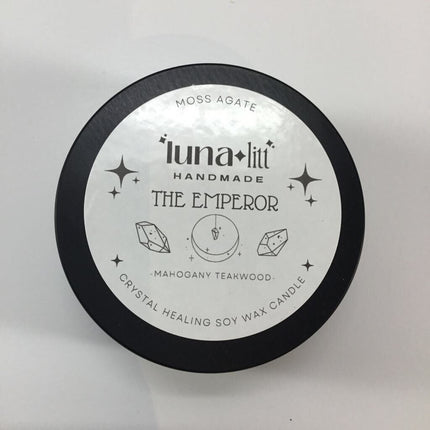 MOSS AGATE
luna✦litt
HANDMADE
THE EMPEROR
-MAHOGANY TEAKWOOD-
CRYSTAL HEALING SOY WAX CANDLE